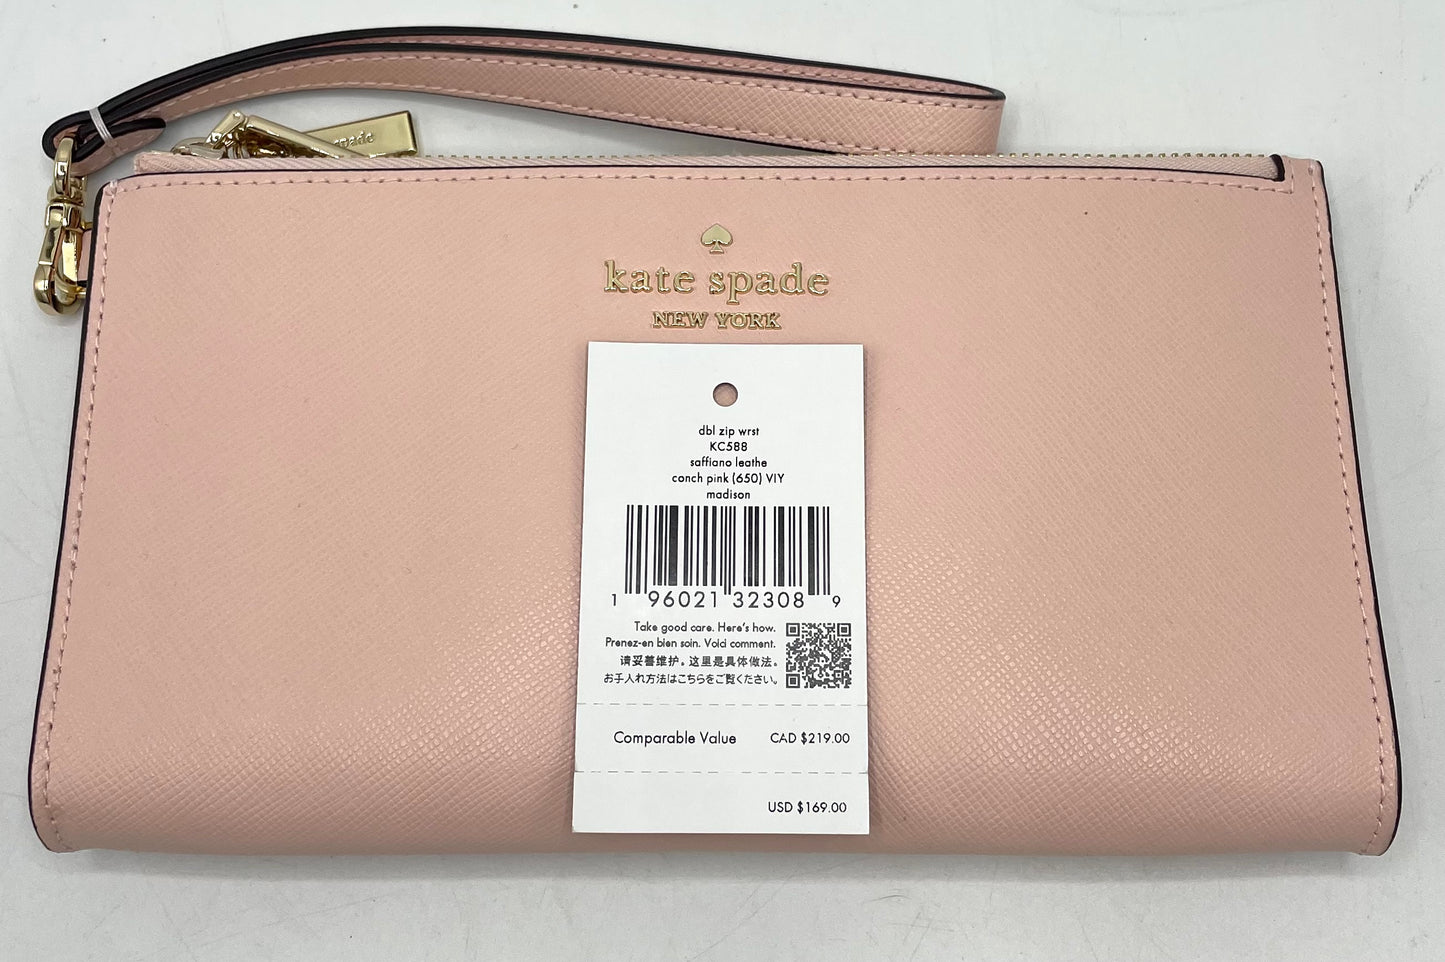 spade
kate spade
NEW YORK
dbl zip wrst
KC588
saffiano leathe
conch pink (650) VIY
madison
1 96021 32308 9
Take good care. Here's how.
Prenez-en bien soin. Voici comment.
请妥善维护。这里是具体做法。
お手入れ方法はこちらをご覧ください。
Comparable Value CAD $219.00
USD $169.00